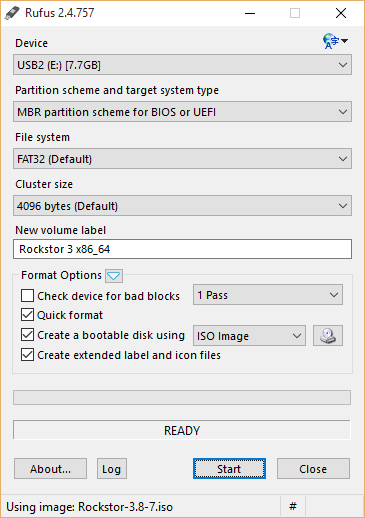 Rufus 2.4.757
Device
USB2 (E:) [7.7GB]
Partition scheme and target system type
MBR partition scheme for BIOS or UEFI
File system
FAT32 (Default)
Cluster size
4096 bytes (Default)
New volume label
Rockstor 3 x86_64
Format Options
Check device for bad blocks 1 Pass
Quick format
Create a bootable disk using ISO Image
Create extended label and icon files
READY
About... Log Start Close
Using image: Rockstor-3.8-7.iso #